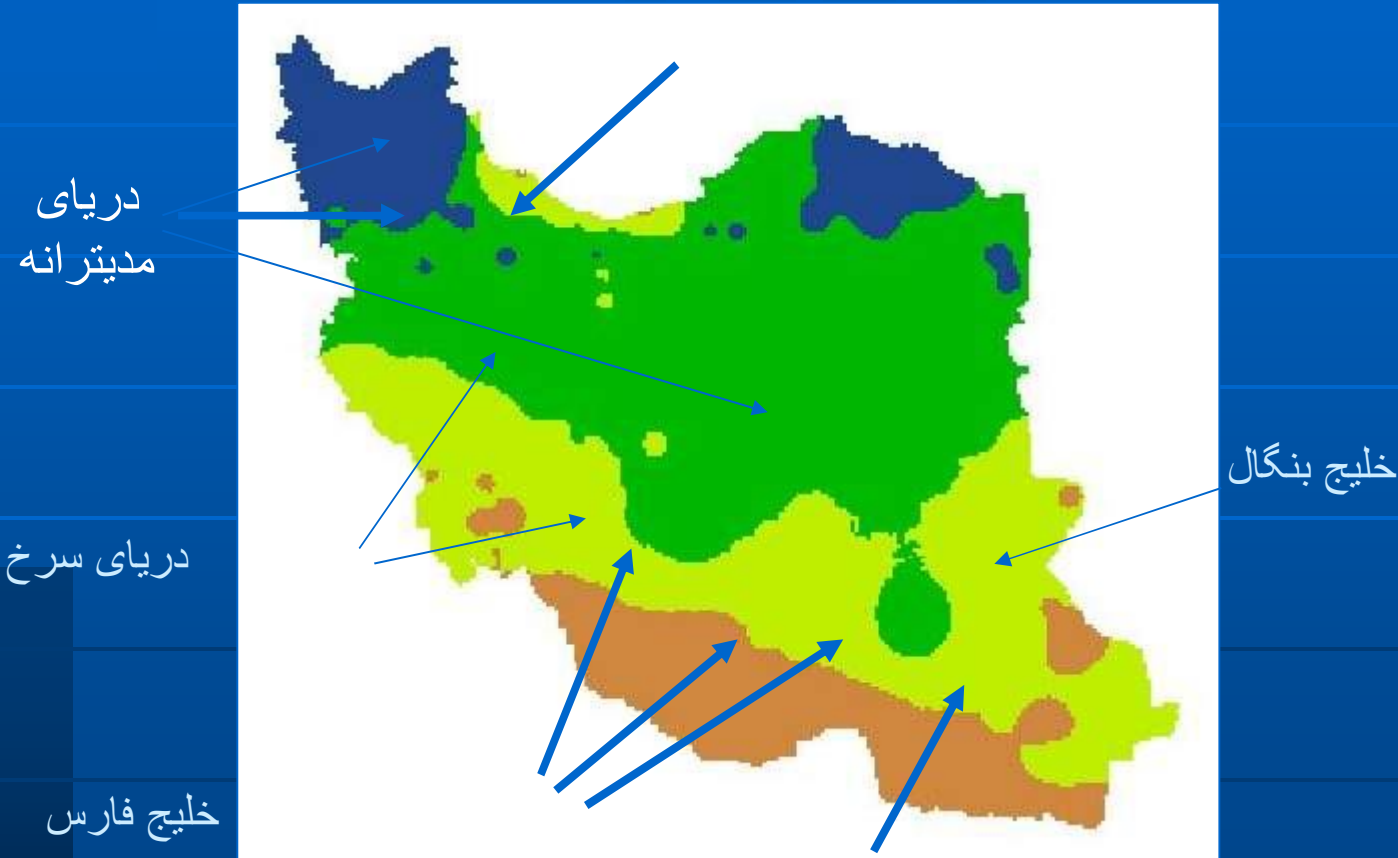 دریای
مدیترانه
خلیج بنگال
دریای سرخ
خلیج فارس